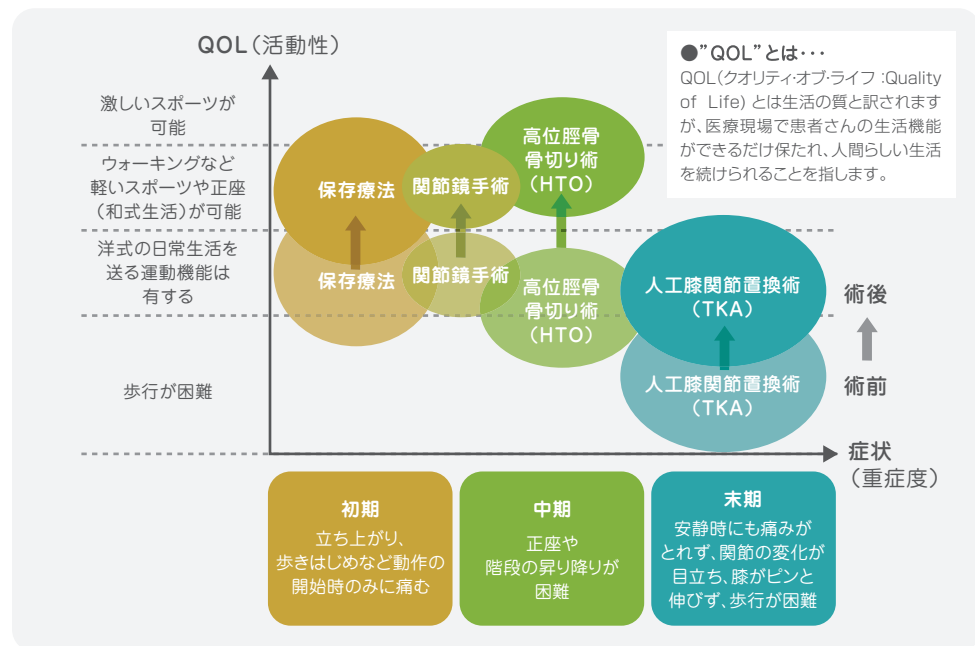 QOL（活動性）
●”QOL”とは･･･
QOL（クオリティ･オブ･ライフ：Quality
of Life) とは生活の質と訳されます
が、医療現場で患者さんの生活機能
ができるだけ保たれ、人間らしい生活
を続けられることを指します。
激しいスポーツが
可能
ウォーキングなど
軽いスポーツや正座
（和式生活）が可能
洋式の日常生活を
送る運動機能は
有する
歩行が困難
保存療法
関節鏡手術
高位脛骨
骨切り術
（HTO）
保存療法
関節鏡手術
高位脛骨
骨切り術
（HTO）
人工膝関節置換術
（TKA）
人工膝関節置換術
（TKA）
術後
術前
症状
（重症度）
初期
立ち上がり、
歩きはじめなど動作の
開始時のみに痛む
中期
正座や
階段の昇り降りが
困難
末期
安静時にも痛みが
とれず、関節の変化が
目立ち、膝がピンと
伸びず、歩行が困難